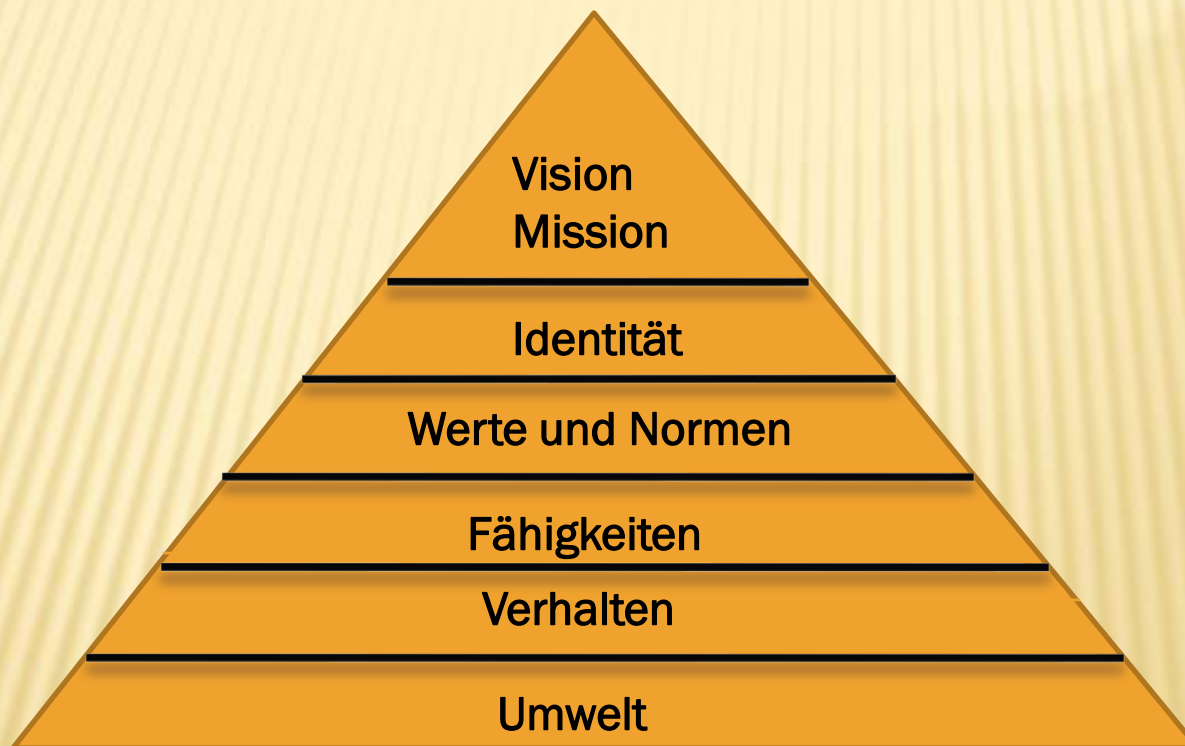 Vision
Mission
Identität
Werte und Normen
Fähigkeiten
Verhalten
Umwelt